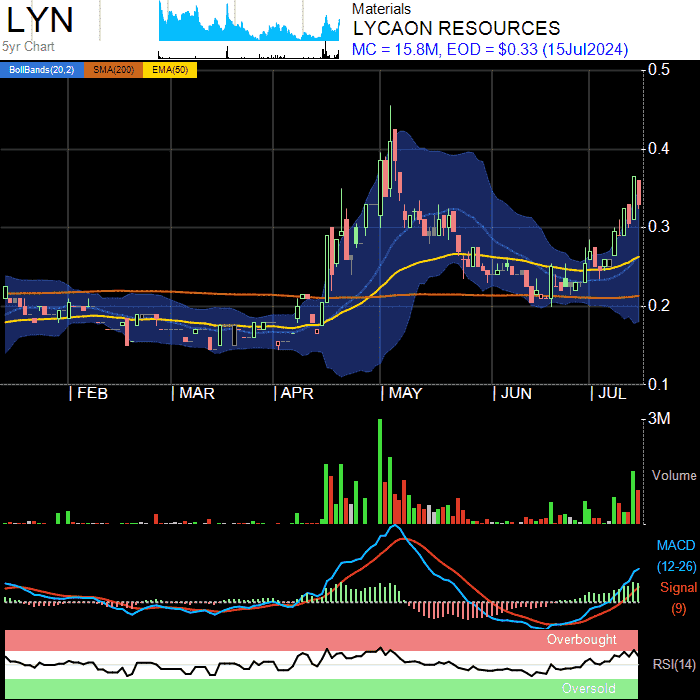 LYN
5yr Chart
Materials
LYCAON RESOURCES
MC = 15.8M, EOD = $0.33 (15Jul2024)
BollBands(20,2) SMA(200) EMA(50)
0.5
0.4
0.3
0.2
0.1
FEB MAR APR MAY JUN JUL
3M
Volume
MACD
(12-26)
Signal
(9)
Overbought
RSI(14)
Oversold